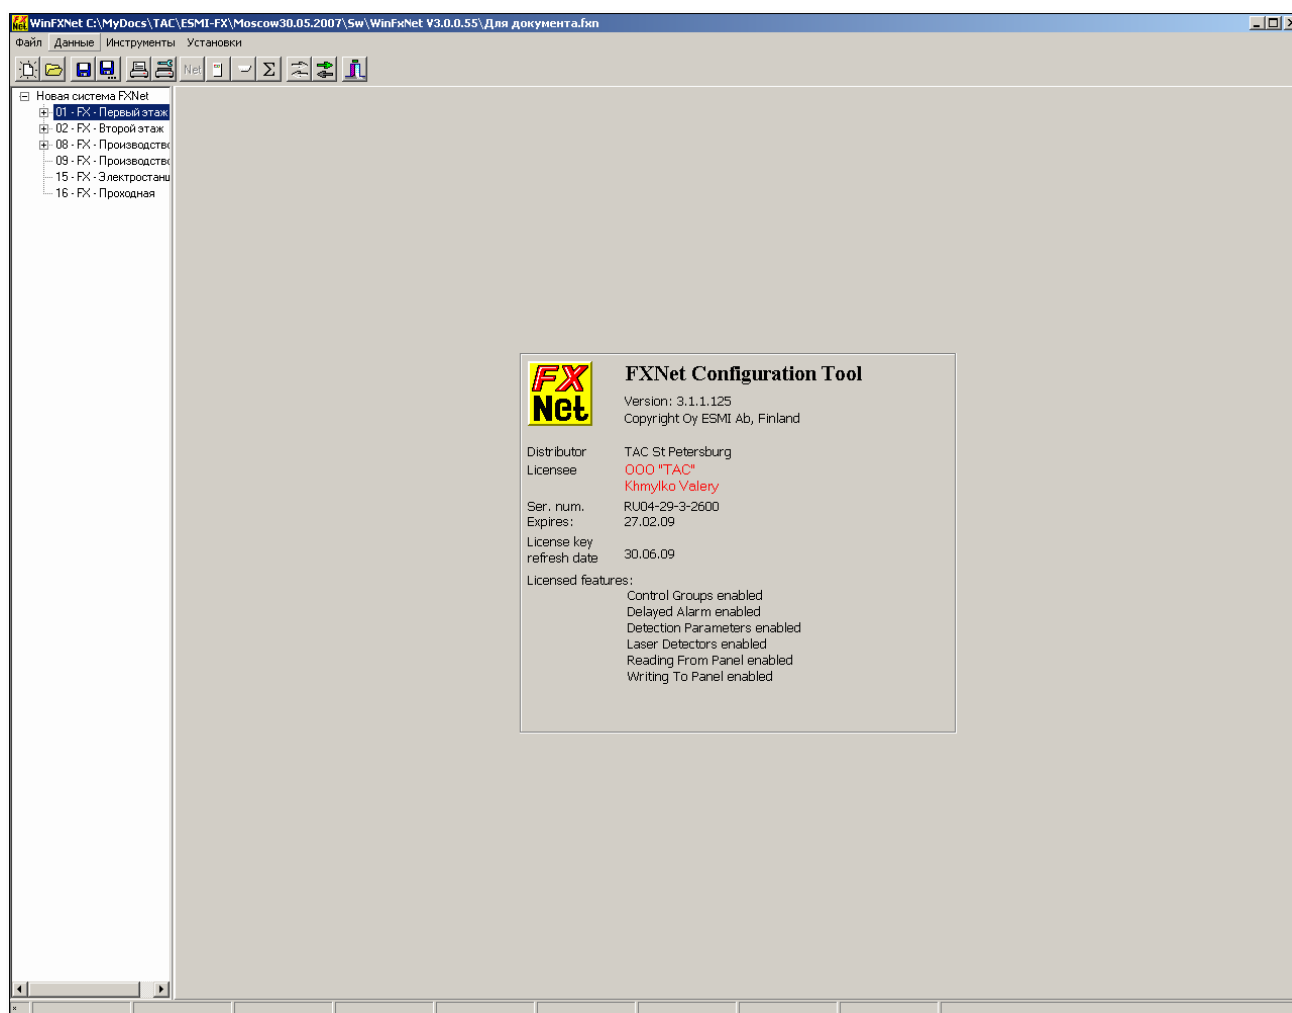 WinFXNet C:\MyDocs\TAC\ESMI-FX\Moscow30.05.2007\Sw\WinFxNet V3.0.0.55\Для документа.fxn
Файл Данные Инструменты Установки
Net Σ
Новая система FXNet
01 - FX - Первый этаж
02 - FX - Второй этаж
08 - FX - Производств
09 - FX - Производств
15 - FX - Электростанц
16 - FX - Проходная
FX Net
FXNet Configuration Tool
Version: 3.1.1.125
Copyright Oy ESMI Ab, Finland
Distributor TAC St Petersburg
Licensee ООО "ТАС"
Khmylko Valery
Ser. num. RU04-29-3-2600
Expires: 27.02.09
License key
refresh date 30.06.09
Licensed features:
Control Groups enabled
Delayed Alarm enabled
Detection Parameters enabled
Laser Detectors enabled
Reading From Panel enabled
Writing To Panel enabled